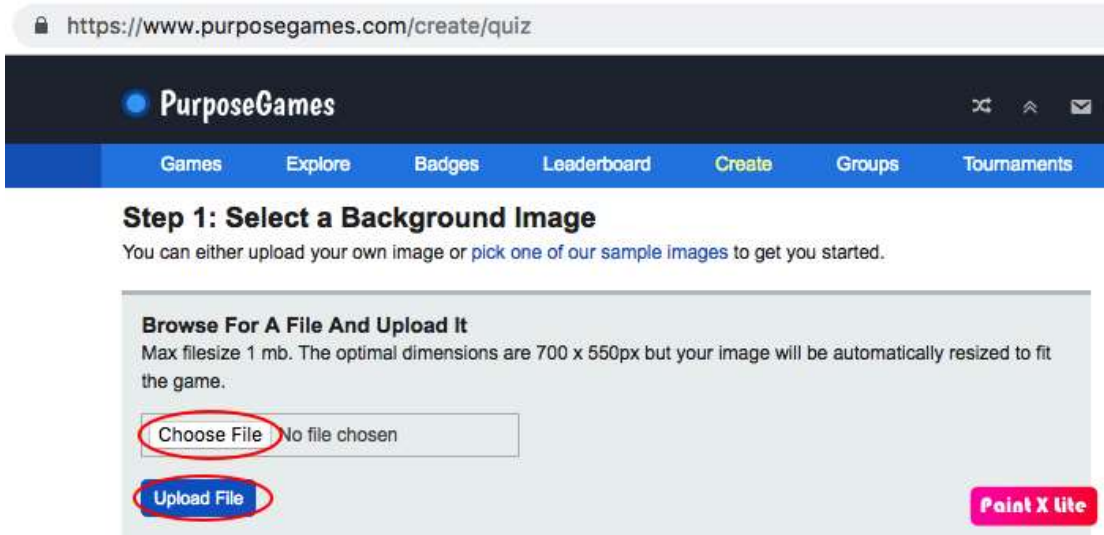 https://www.purposegames.com/create/quiz
PurposeGames
Games Explore Badges Leaderboard Create Groups Tournaments
Step 1: Select a Background Image
You can either upload your own image or pick one of our sample images to get you started.
Browse For A File And Upload It
Max filesize 1 mb. The optimal dimensions are 700 x 550px but your image will be automatically resized to fit
the game.
Choose File No file chosen
Upload File
Paint X lite